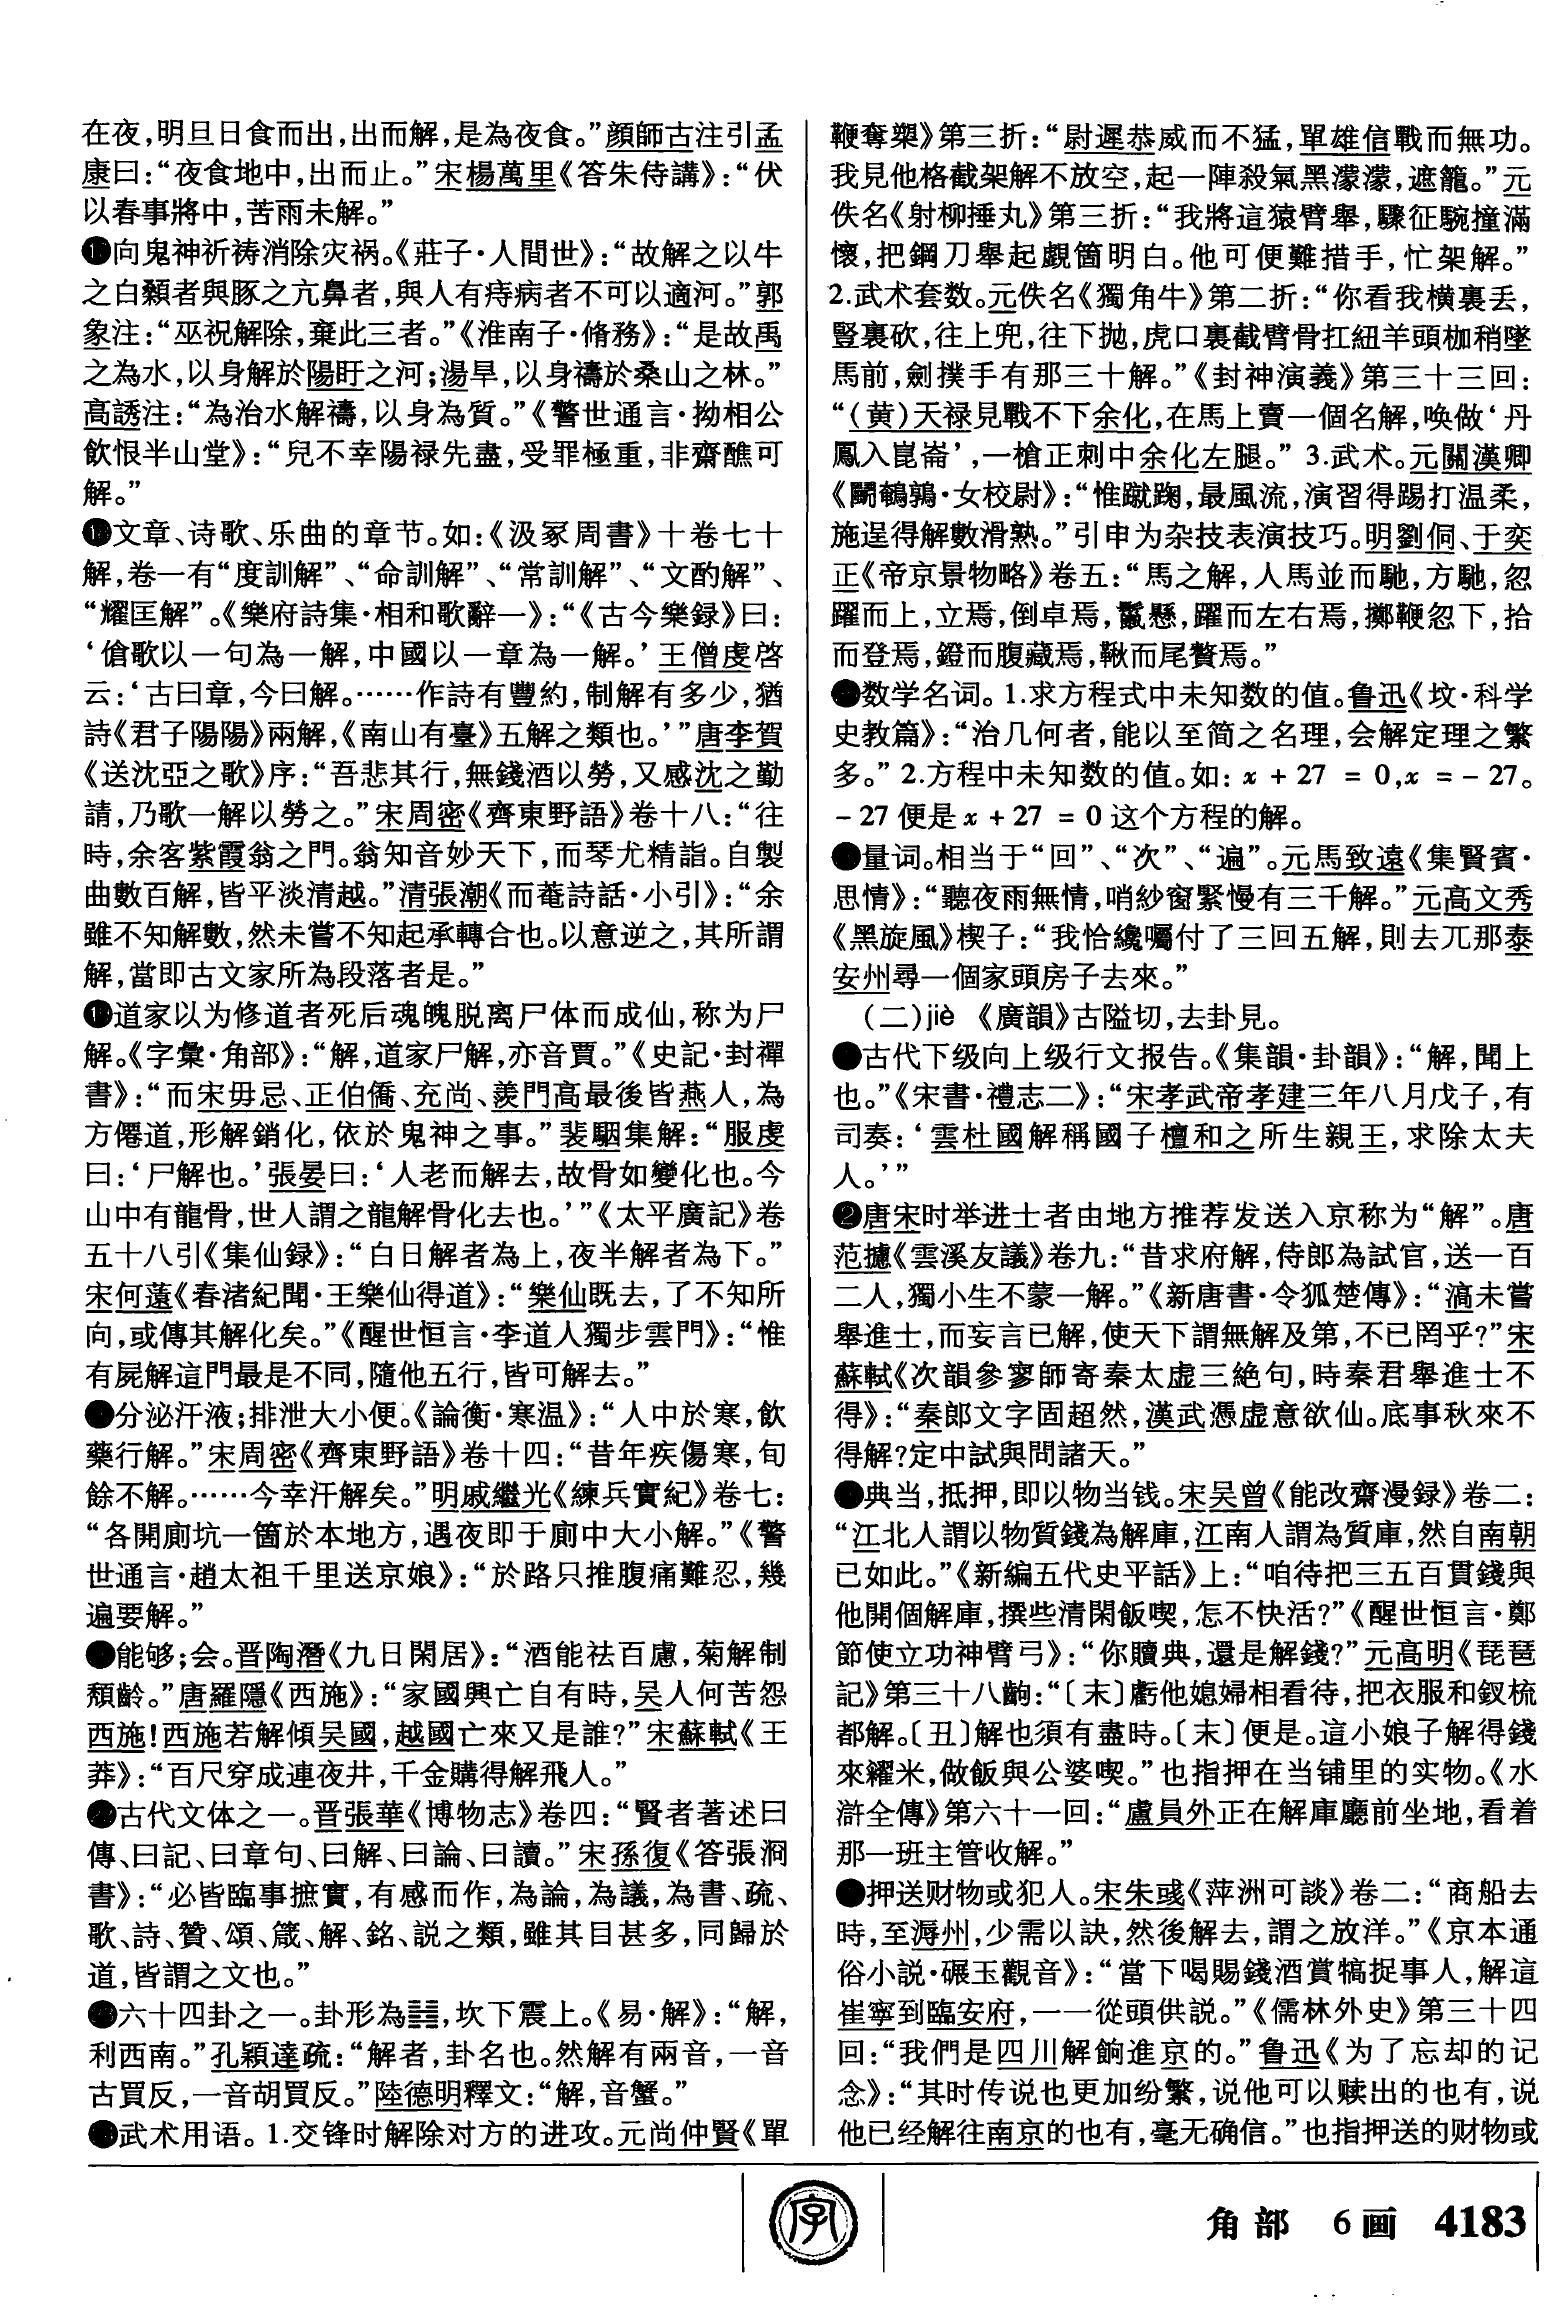 在夜,明旦日食而出,出而解,是為夜食。”顔師古注引孟
康曰:“夜食地中,出而止。”宋楊萬里《答朱侍講》:“伏
以春事將中,苦雨未解。”
向鬼神祈祷消除灾祸。《莊子·人間世》:“故解之以牛
之白顙者與豚之亢鼻者,與人有痔病者不可以適河。”郭
象注:“巫祝解除,棄此三者。”《淮南子·脩務》:“是故禹
之為水,以身解於陽盱之河;湯旱,以身禱於桑山之林。”
高誘注:“為治水解禱,以身為質。”《警世通言·拗相公
飲恨半山堂》:“兒不幸陽禄先盡,受罪極重,非齋醮可
解。”
文章、诗歌、乐曲的章节。如:《汲冢周書》十卷七十
解,卷一有“度訓解”、“命訓解”、“常訓解”、“文酌解”、
“耀匡解”。《樂府詩集·相和歌辭一》:“《古今樂録》曰:
‘傖歌以一句為一解,中國以一章為一解。’王僧虔啓
云:‘古曰章,今曰解。……作詩有豐約,制解有多少,猶
詩《君子陽陽》兩解,《南山有臺》五解之類也。’”唐李賀
《送沈亞之歌》序:“吾悲其行,無錢酒以勞,又感沈之勤
請,乃歌一解以勞之。”宋周密《齊東野語》卷十八:“往
時,余客紫霞翁之門。翁知音妙天下,而琴尤精詣。自製
曲數百解,皆平淡清越。”清張潮《而菴詩話·小引》:“余
雖不知解數,然未嘗不知起承轉合也。以意逆之,其所謂
解,當即古文家所為段落者是。”
道家以为修道者死后魂魄脱离尸体而成仙,称为尸
解。《字彙·角部》:“解,道家尸解,亦音賈。”《史記·封禪
書》:“而宋毋忌、正伯僑、充尚、羨門高最後皆燕人,為
方僊道,形解銷化,依於鬼神之事。”裴駰集解:“服虔
曰:‘尸解也。’張晏曰:‘人老而解去,故骨如變化也。今
山中有龍骨,世人謂之龍解骨化去也。’”《太平廣記》卷
五十八引《集仙録》:“白日解者為上,夜半解者為下。”
宋何薳《春渚紀聞·王樂仙得道》:“樂仙既去,了不知所
向,或傳其解化矣。”《醒世恒言·李道人獨步雲門》:“惟
有屍解這門最是不同,隨他五行,皆可解去。”
分泌汗液;排泄大小便。《論衡·寒温》:“人中於寒,飲
藥行解。”宋周密《齊東野語》卷十四:“昔年疾傷寒,旬
餘不解。……今幸汗解矣。”明戚繼光《練兵實紀》卷七:
“各開廁坑一箇於本地方,遇夜即于廁中大小解。”《警
世通言·趙太祖千里送京娘》:“於路只推腹痛難忍,幾
遍要解。”
能够;会。晋陶潛《九日閑居》:“酒能祛百慮,菊解制
頹齡。”唐羅隱《西施》:“家國興亡自有時,吴人何苦怨
西施!西施若解傾吴國,越國亡來又是誰?”宋蘇軾《王
莽》:“百尺穿成連夜井,千金購得解飛人。”
古代文体之一。晋張華《博物志》卷四:“賢者著述曰
傳、曰記、曰章句、曰解、曰論、曰讀。”宋孫復《答張洞
書》:“必皆臨事摭實,有感而作,為論,為議,為書、疏、
歌、詩、贊、頌、箴、解、銘、説之類,雖其目甚多,同歸於
道,皆謂之文也。”
六十四卦之一。卦形為䷧,坎下震上。《易·解》:“解,
利西南。”孔穎達疏:“解者,卦名也。然解有兩音,一音
古買反,一音胡買反。”陸德明釋文:“解,音蟹。”
武术用语。1.交锋时解除对方的进攻。元尚仲賢《單
鞭奪槊》第三折:“尉遲恭威而不猛,單雄信戰而無功。
我見他格截架解不放空,起一陣殺氣黑濛濛,遮籠。”元
佚名《射柳捶丸》第三折:“我將這猿臂舉,驟征騕撞滿
懷,把鋼刀舉起覷箇明白。他可便難措手,忙架解。”
2.武术套数。元佚名《獨角牛》第二折:“你看我横裏丢,
豎裏砍,往上兜,往下抛,虎口裏截臂骨扛紐羊頭枷稍墜
馬前,劍撲手有那三十解。”《封神演義》第三十三回:
“(黄)天禄見戰不下余化,在馬上賣一個名解,唤做‘丹
鳳入崑崙’,一槍正刺中余化左腿。”3.武术。元關漢卿
《鬭鵪鶉·女校尉》:“惟蹴踘,最風流,演習得踢打温柔,
施逞得解數滑熟。”引申为杂技表演技巧。明劉侗、于奕
正《帝京景物略》卷五:“馬之解,人馬並而馳,方馳,忽
躍而上,立焉,倒卓焉,鬣懸,躍而左右焉,擲鞭忽下,拾
而登焉,鐙而腹藏焉,鞦而尾贅焉。”
数学名词。1.求方程式中未知数的值。鲁迅《坟·科学
史教篇》:“治几何者,能以至简之名理,会解定理之繁
多。”2.方程中未知数的值。如:x + 27 = 0,x = - 27。
- 27便是x + 27 = 0这个方程的解。
量词。相当于“回”、“次”、“遍”。元馬致遠《集賢賓·
思情》:“聽夜雨無情,哨紗窗緊慢有三千解。”元高文秀
《黑旋風》楔子:“我恰纔囑付了三回五解,則去兀那泰
安州尋一個家頭房子去來。”
(二)jiè 《廣韻》古隘切,去卦見。
古代下级向上级行文报告。《集韻·卦韻》:“解,聞上
也。”《宋書·禮志二》:“宋孝武帝孝建三年八月戊子,有
司奏:‘雲杜國解稱國子檀和之所生親王,求除太夫
人。’”
❷唐宋时举进士者由地方推荐发送入京称为“解”。唐
范攄《雲溪友議》卷九:“昔求府解,侍郎為試官,送一百
二人,獨小生不蒙一解。”《新唐書·令狐楚傳》:“滈未嘗
舉進士,而妄言已解,使天下謂無解及第,不已罔乎?”宋
蘇軾《次韻參寥師寄秦太虚三絶句,時秦君舉進士不
得》:“秦郎文字固超然,漢武憑虚意欲仙。底事秋來不
得解?定中試與問諸天。”
典当,抵押,即以物当钱。宋吴曾《能改齋漫録》卷二:
“江北人謂以物質錢為解庫,江南人謂為質庫,然自南朝
已如此。”《新編五代史平話》上:“咱待把三五百貫錢與
他開個解庫,撰些清閑飯喫,怎不快活?”《醒世恒言·鄭
節使立功神臂弓》:“你贖典,還是解錢?”元高明《琵琶
記》第三十八齣:“〔末〕虧他媳婦相看待,把衣服和釵梳
都解。〔丑〕解也須有盡時。〔末〕便是。這小娘子解得錢
來糴米,做飯與公婆喫。”也指押在当铺里的实物。《水
滸全傳》第六十一回:“盧員外正在解庫廳前坐地,看着
那一班主管收解。”
押送财物或犯人。宋朱彧《萍洲可談》卷二:“商船去
時,至溽州,少需以訣,然後解去,謂之放洋。”《京本通
俗小説·碾玉觀音》:“當下喝賜錢酒賞犒捉事人,解這
崔寧到臨安府,一一從頭供説。”《儒林外史》第三十四
回:“我們是四川解餉進京的。”鲁迅《为了忘却的记
念》:“其时传说也更加纷繁,说他可以赎出的也有,说
他已经解往南京的也有,毫无确信。”也指押送的财物或
字
角部 6画 4183